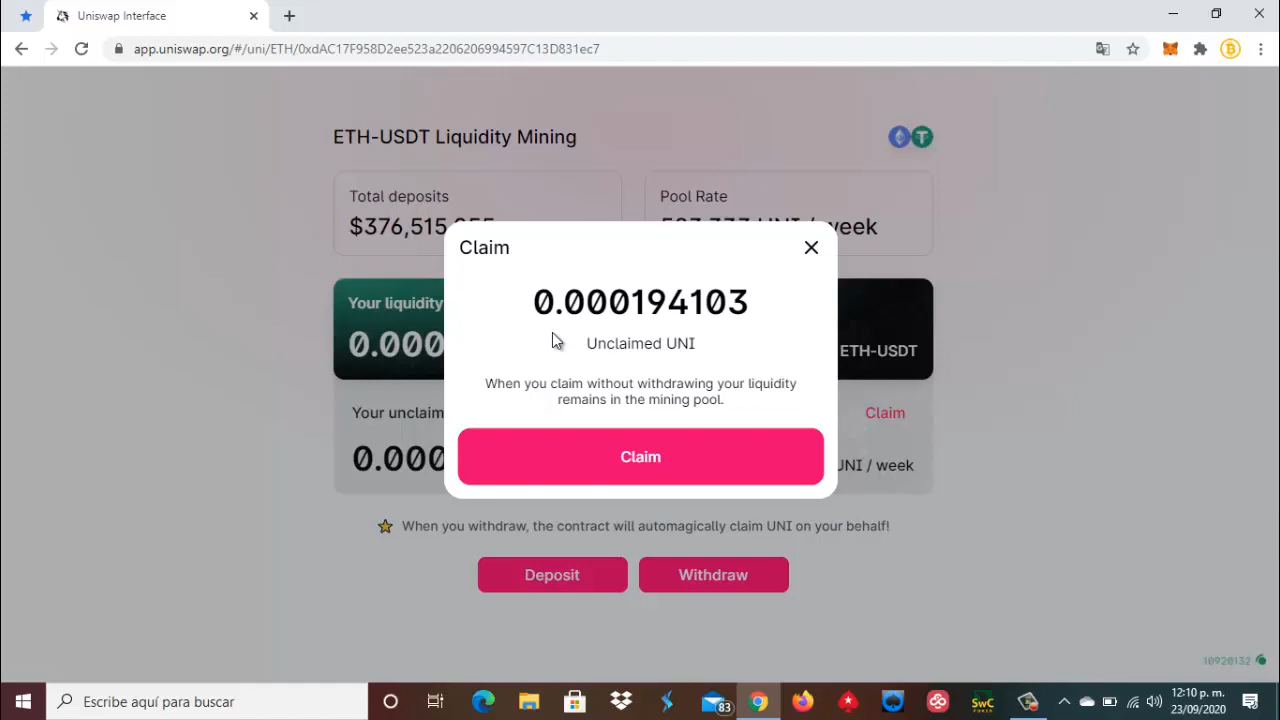 Uniswap Interface
app.uniswap.org/#/uni/ETH/0xdAC17F958D2ee523a2206206994597C13D831ec7
ETH-USDT Liquidity Mining
Total deposits
Pool Rate
$376,515,
UNI / week
Claim
0.000194103
Unclaimed UNI
When you claim without withdrawing your liquidity
remains in the mining pool.
Claim
Your liquidity
0.000
ETH-USDT
Your unclaim
Claim
0.000
UNI / week
When you withdraw, the contract will automagically claim UNI on your behalf!
Deposit
Withdraw
10920132
Escribe aquí para buscar
83
SwC
12:10 p. m.
23/09/2020